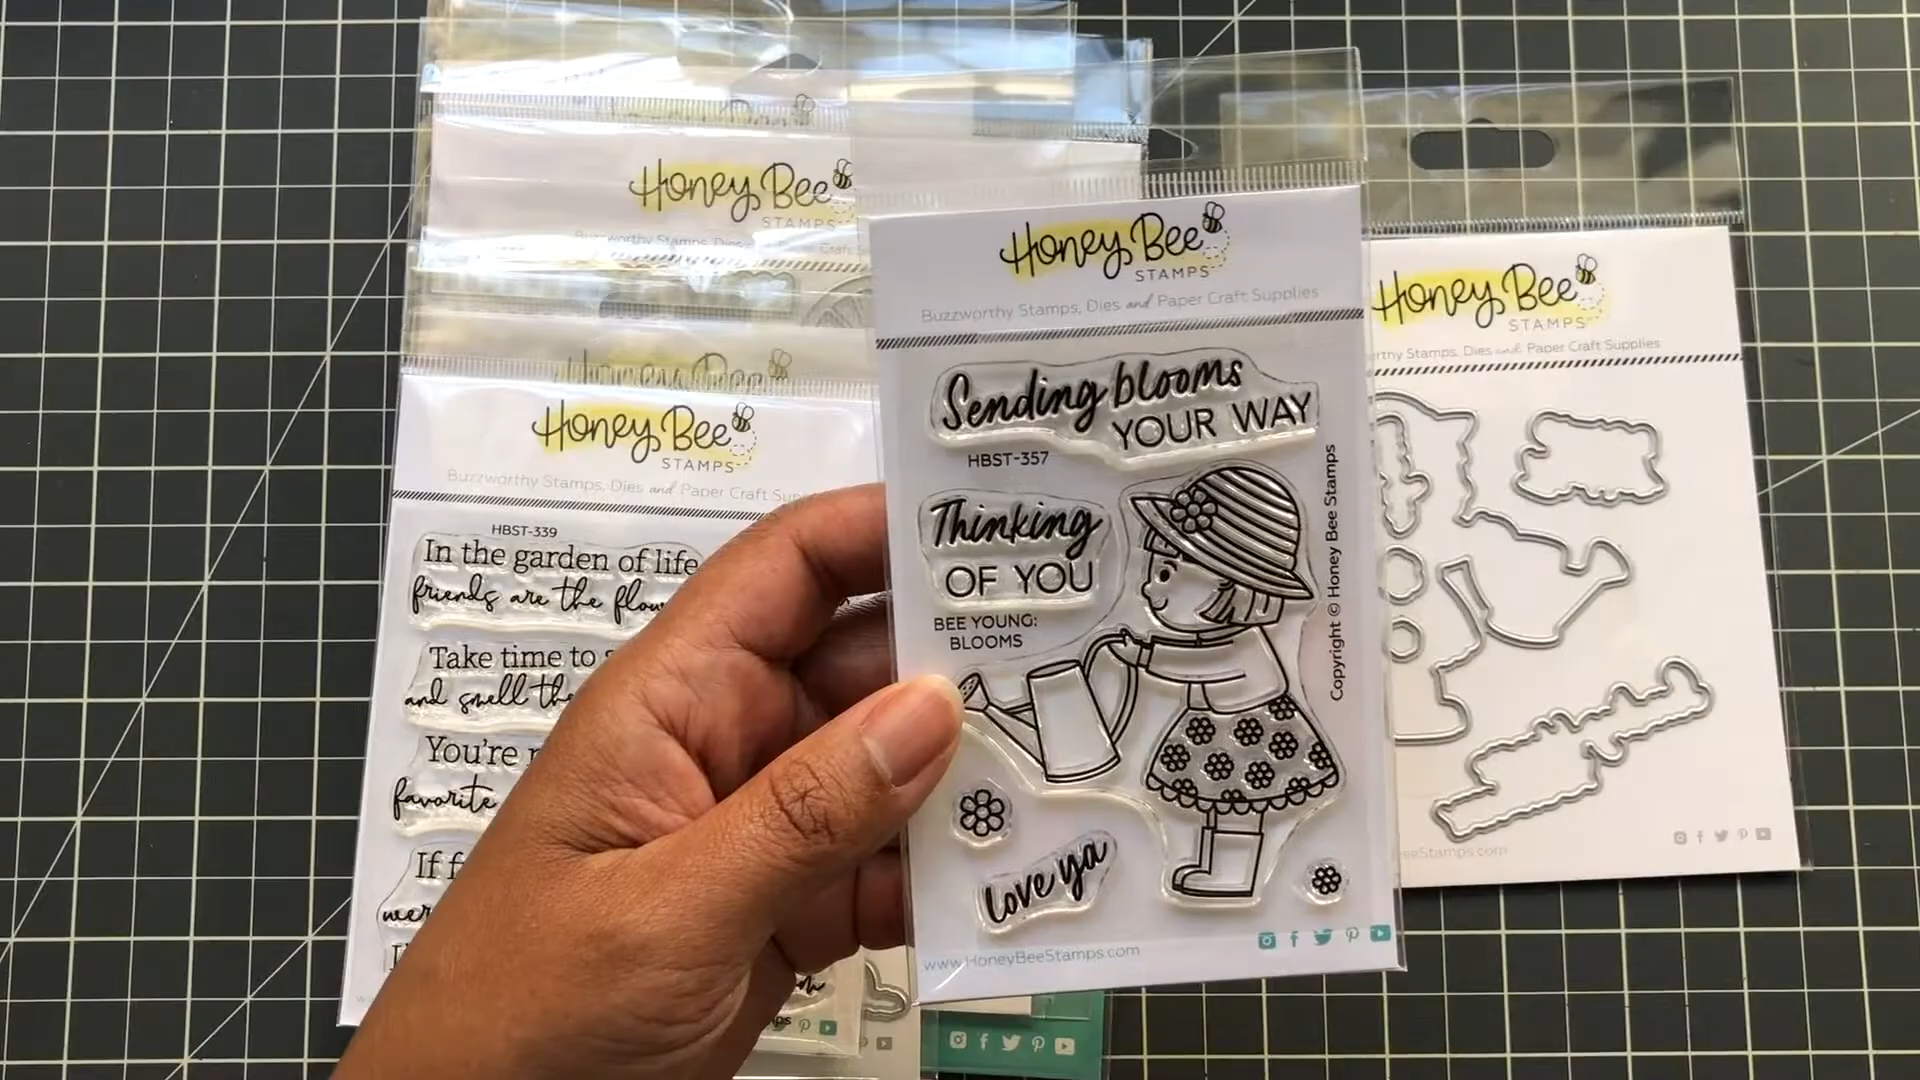 Honey Bee
STAMPS
Honey Bee
STAMPS
Buzzworthy Stamps, Dies and Paper Craft Supplies
Sending blooms
YOUR WAY
HBST-357
Thinking
OF YOU
BEE YOUNG:
BLOOMS
Copyright © Honey Bee Stamps
love ya
www.HoneyBeeStamps.com
Honey Bee
STAMPS
Stamps, Dies and Paper Craft Supplies
Honey Bee
Honey Bee
STAMPS
Buzzworthy Stamps, Dies and Paper Craft
HBST-339
In the garden of life
friends are the
Take time to
and smell the
You're
favorite
If